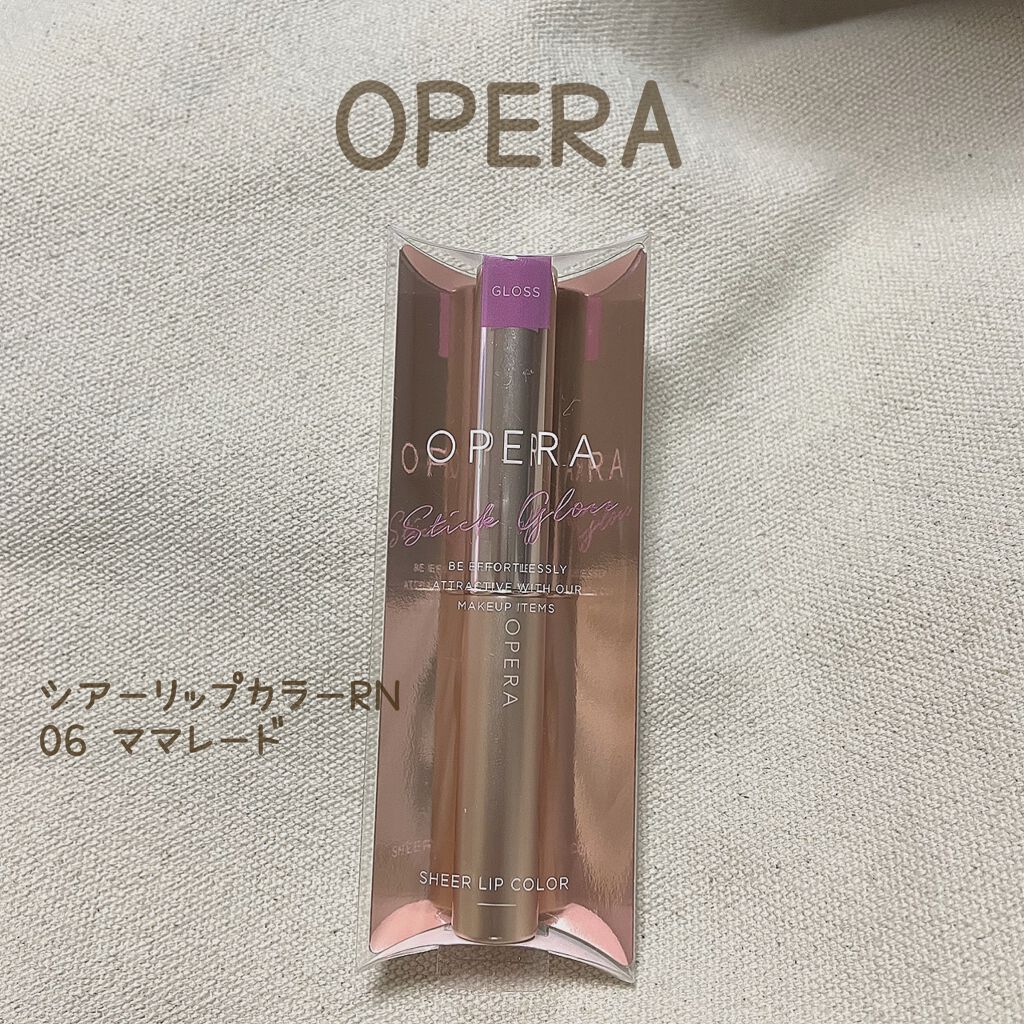 OPERA
GLOSS
OPERA
Stick Gloss
BE EFFORTLESSLY
ATTRACTIVE WITH OUR
MAKEUP ITEMS
OPERA
シアーリップカラーRN
06 ママレード
SHEER LIP COLOR